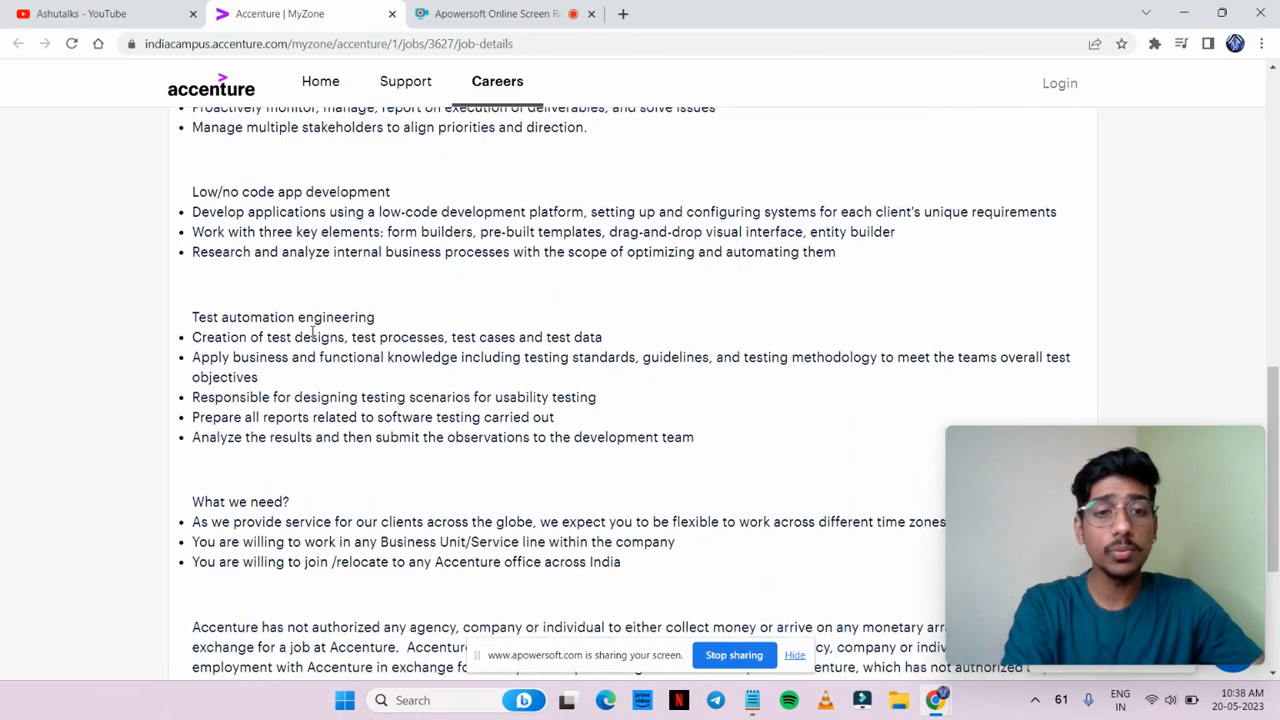 Ashutalks - YouTube
Accenture | MyZone
Apowersoft Online Screen Re
indiacampus.accenture.com/myzone/accenture/1/jobs/3627/job-details
accenture
Home
Support
Careers
Login
• Proactively monitor, manage, report on execution of deliverables, and solve issues
• Manage multiple stakeholders to align priorities and direction.
Low/no code app development
• Develop applications using a low-code development platform, setting up and configuring systems for each client's unique requirements
• Work with three key elements: form builders, pre-built templates, drag-and-drop visual interface, entity builder
• Research and analyze internal business processes with the scope of optimizing and automating them
Test automation engineering
• Creation of test designs, test processes, test cases and test data
• Apply business and functional knowledge including testing standards, guidelines, and testing methodology to meet the teams overall test
objectives
• Responsible for designing testing scenarios for usability testing
• Prepare all reports related to software testing carried out
• Analyze the results and then submit the observations to the development team
What we need?
• As we provide service for our clients across the globe, we expect you to be flexible to work across different time zones
• You are willing to work in any Business Unit/Service line within the company
• You are willing to join /relocate to any Accenture office across India
Accenture has not authorized any agency, company or individual to either collect money or arrive on any monetary
exchange for a job at Accenture.
employment with Accenture in exchange
which has not authorized
www.apowersoft.com is sharing your screen.
Stop sharing
Hide
Search
61
ENG
IN
10:38 AM
20-05-2023